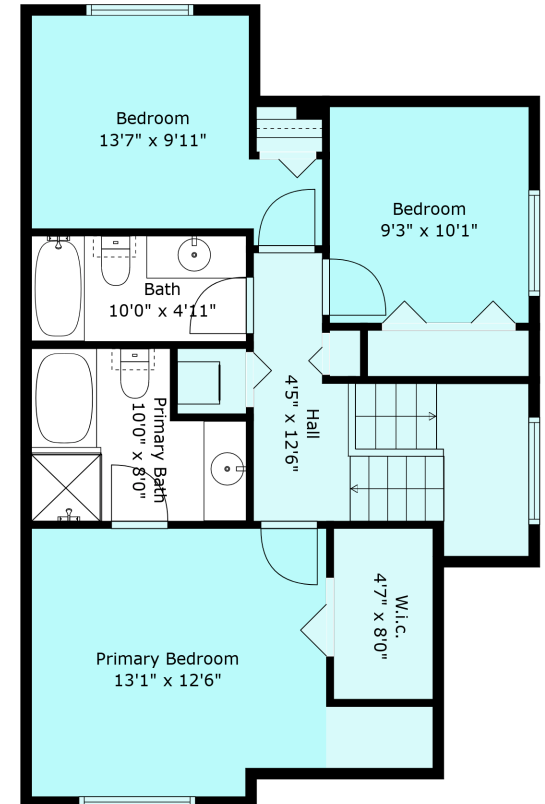 Bedroom
13'7" x 9'11"
Bedroom
9'3" x 10'1"
Bath
10'0" x 4'11"
Hall
4'5" x 12'6"
Primary Bath
10'0" x 8'0"
W.i.c.
4'7" x 8'0"
Primary Bedroom
13'1" x 12'6"